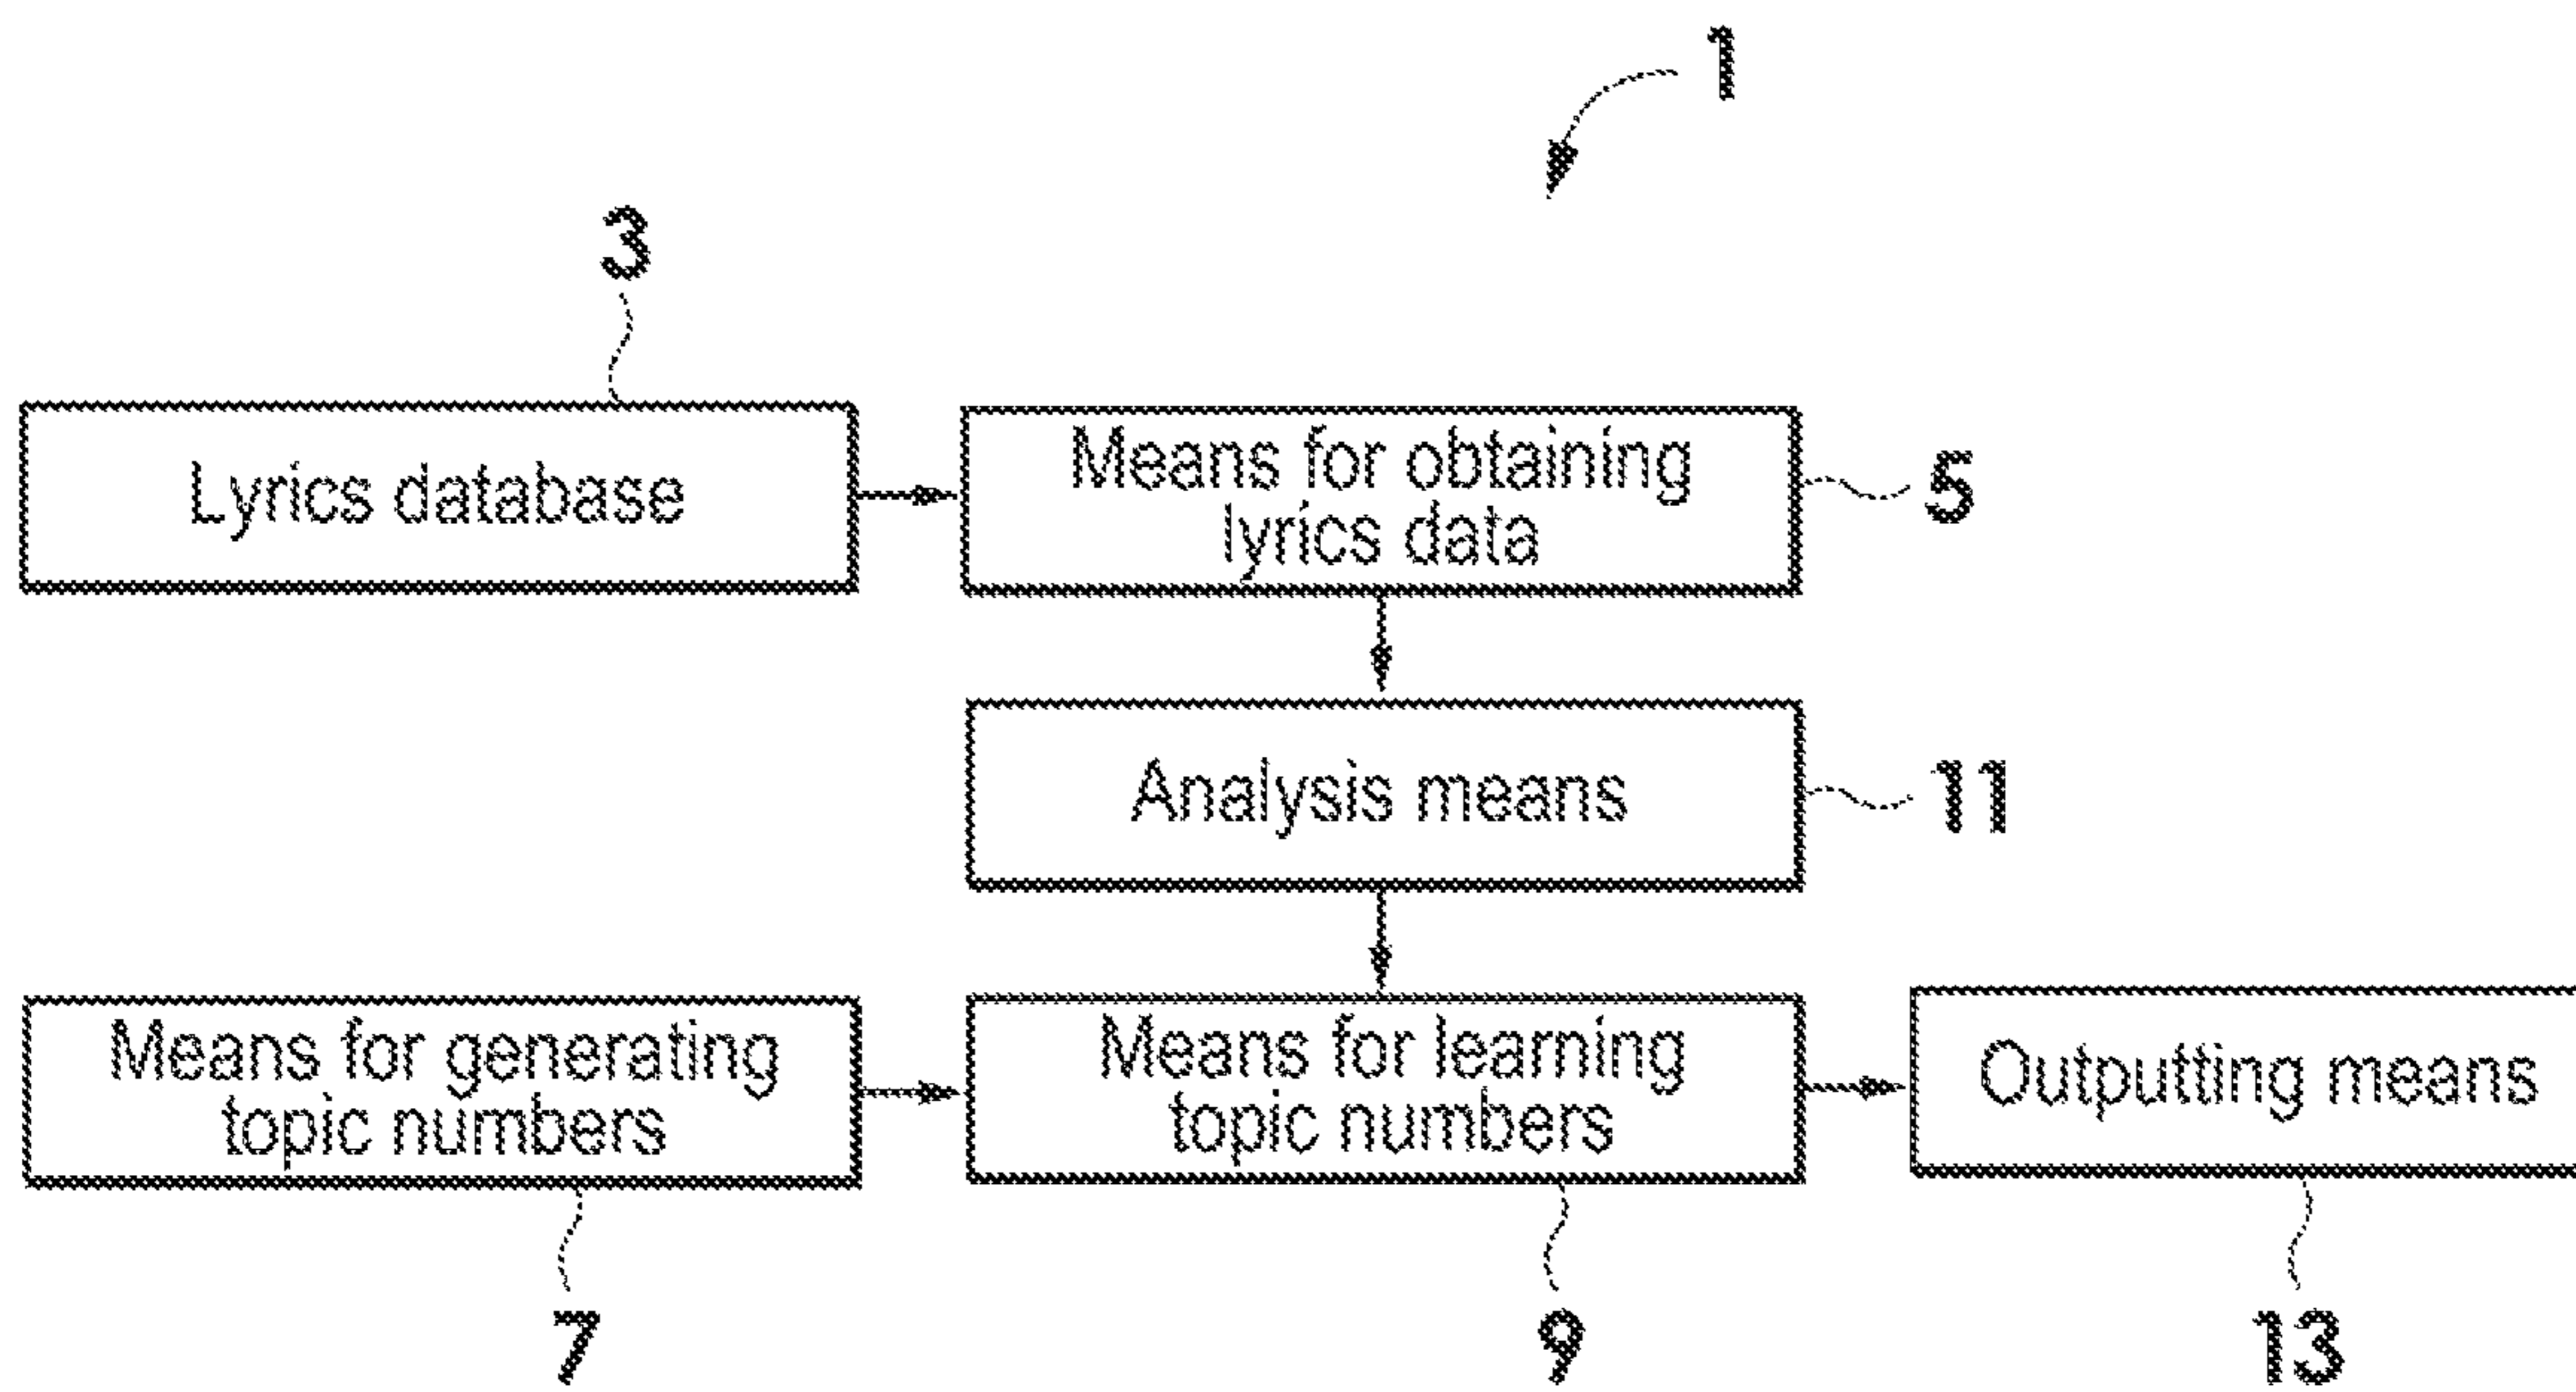 1
3
Lyrics database
Means for obtaining
lyrics data
5
Analysis means
11
Means for generating
topic numbers
Means for learning
topic numbers
Outputting means
7
9
13